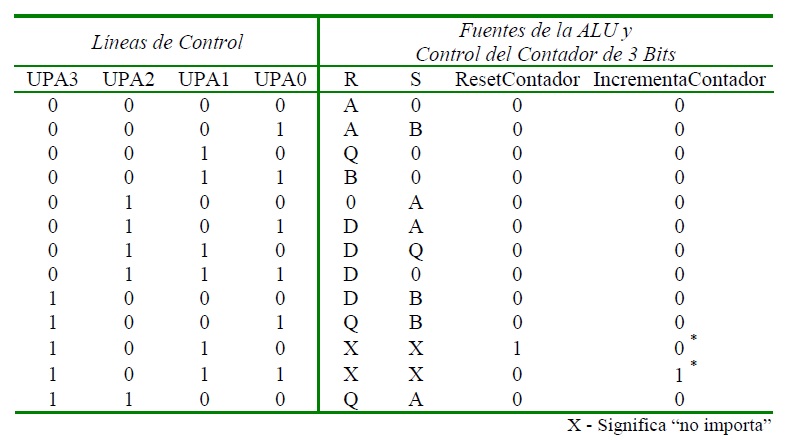 Líneas de Control Fuentes de la ALU y
Control del Contador de 3 Bits
UPA3 UPA2 UPA1 UPA0 R S ResetContador IncrementaContador
0 0 0 0 A 0 0 0
0 0 0 1 A B 0 0
0 0 1 0 Q 0 0 0
0 0 1 1 B 0 0 0
0 1 0 0 0 A 0 0
0 1 0 1 D A 0 0
0 1 1 0 D Q 0 0
0 1 1 1 D 0 0 0
1 0 0 0 D B 0 0
1 0 0 1 Q B 0 0
1 0 1 0 X X 1 0*
1 0 1 1 X X 0 1*
1 1 0 0 Q A 0 0
X - Significa “no importa”